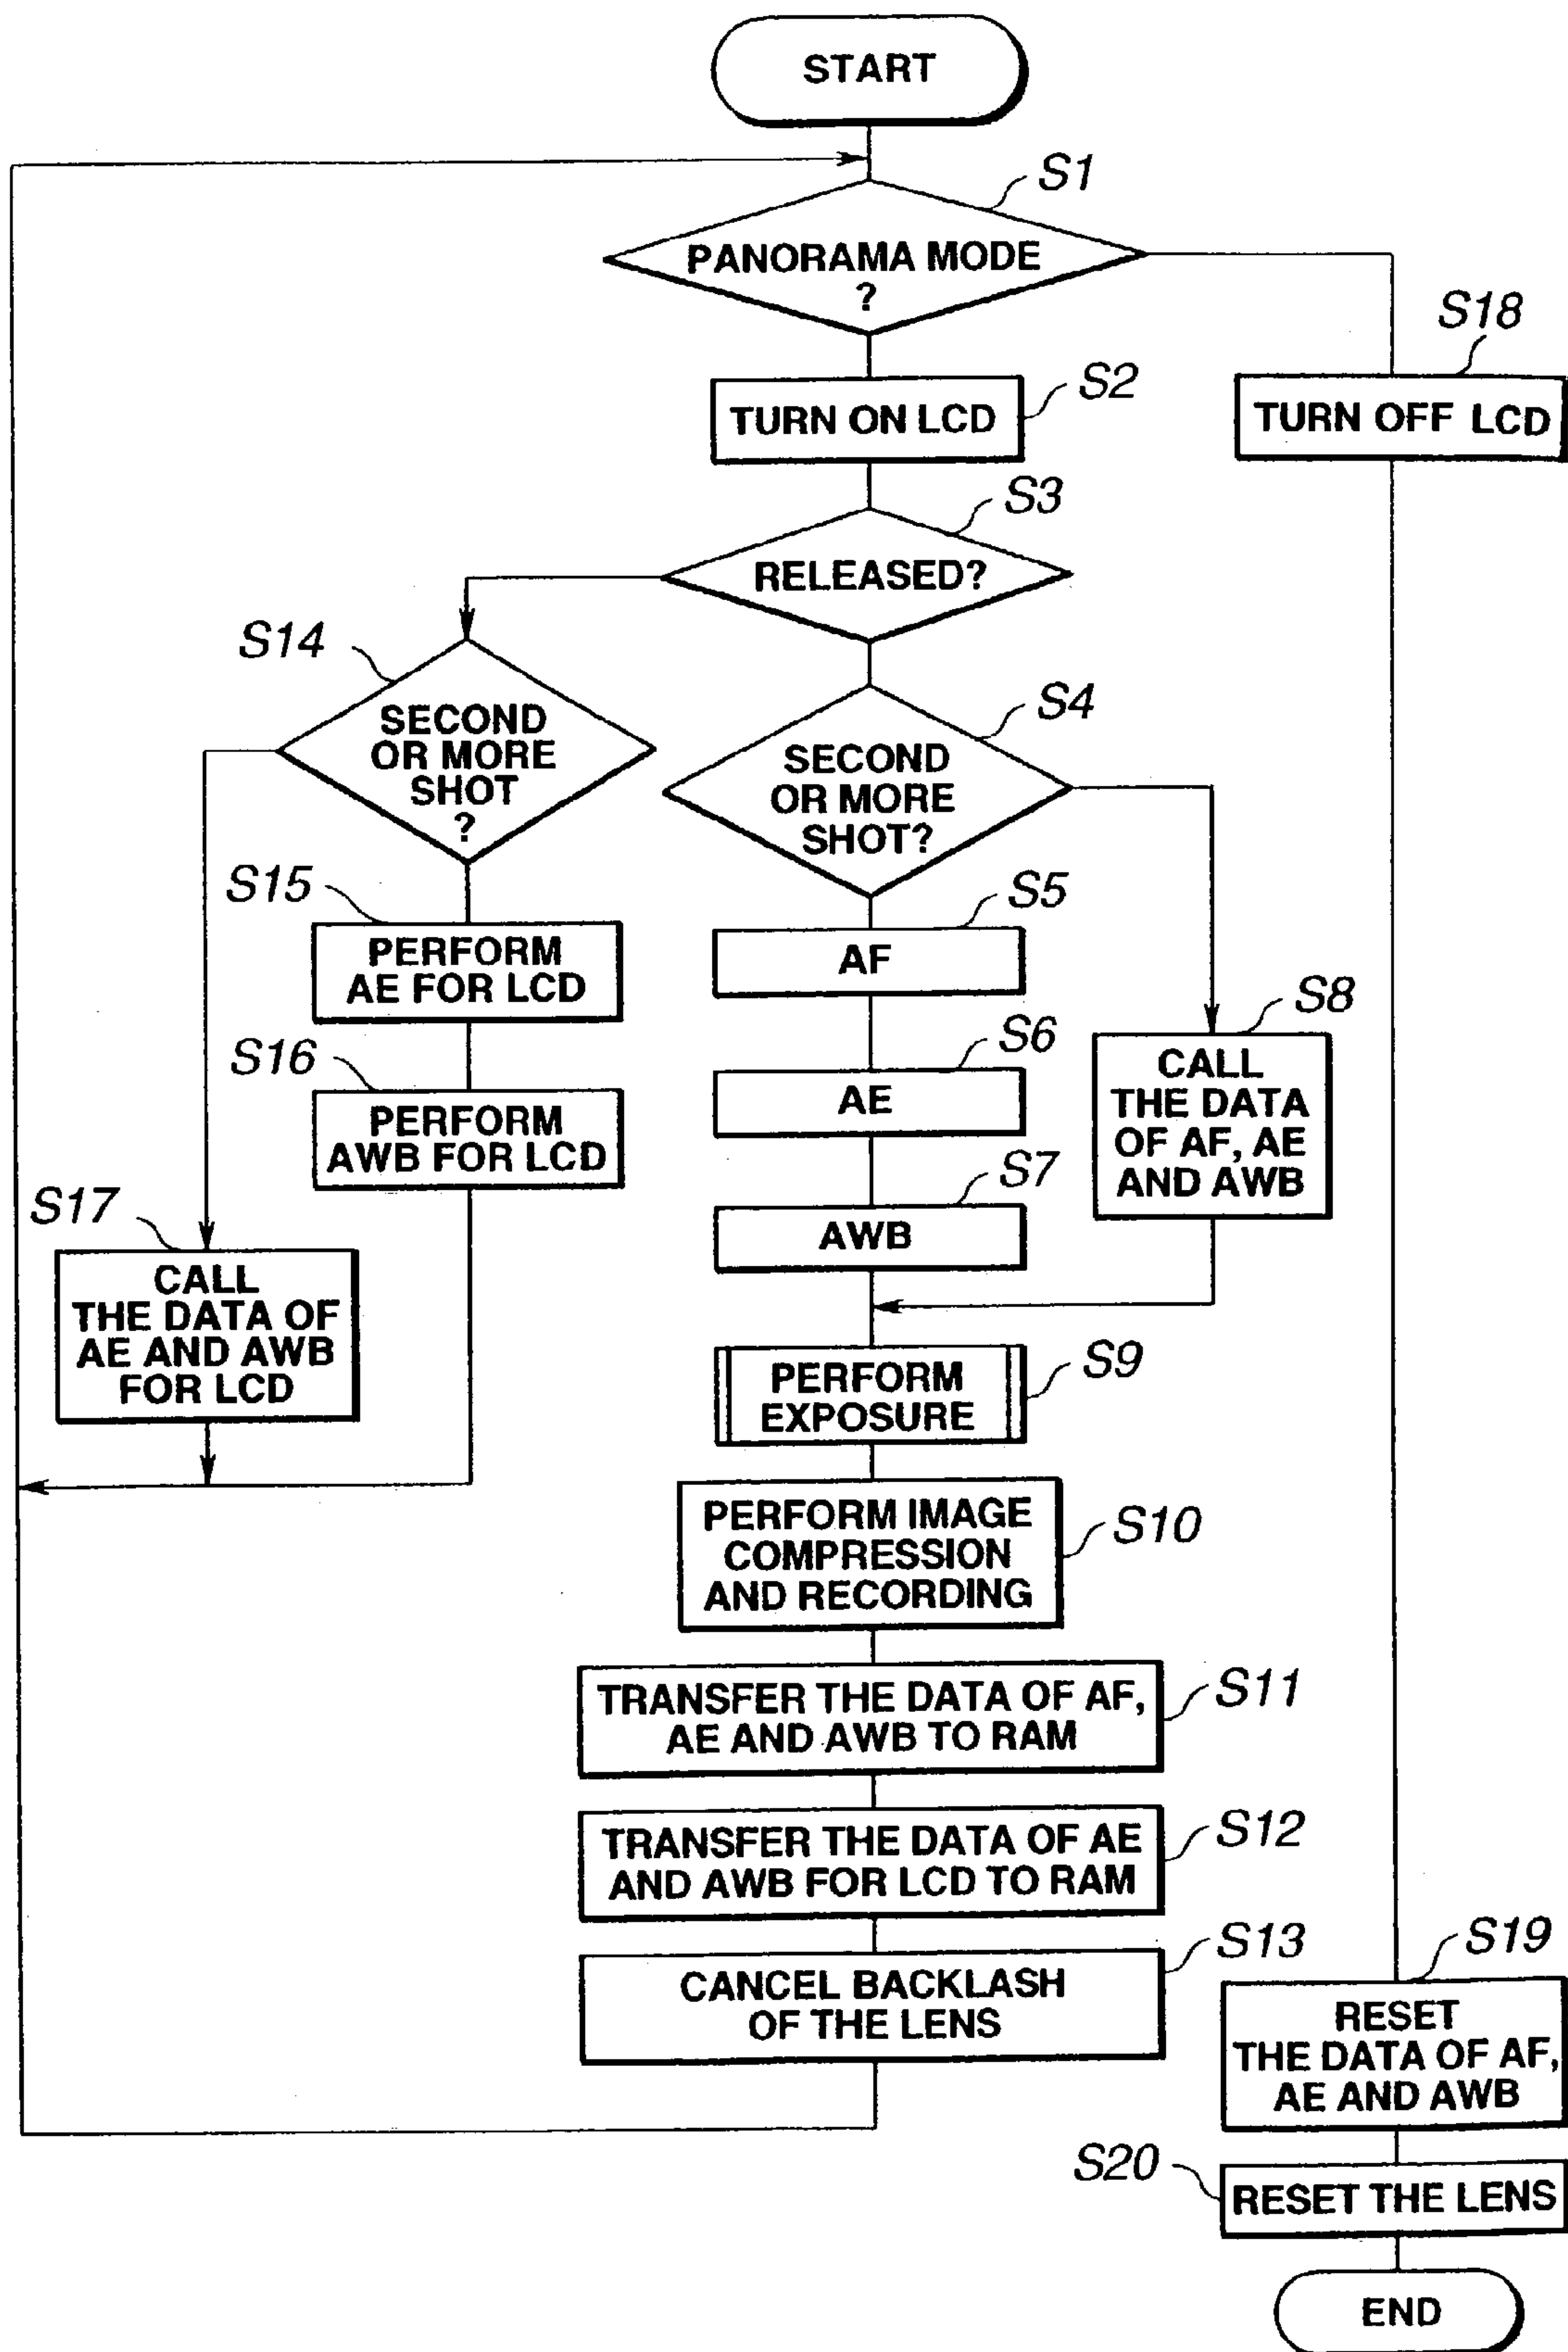 START
S1
PANORAMA MODE
?
S18
S2
TURN ON LCD
TURN OFF LCD
S3
RELEASED?
S14
SECOND
OR MORE
SHOT
?
S4
SECOND
OR MORE
SHOT?
S15
PERFORM
AE FOR LCD
S5
AF
S16
PERFORM
AWB FOR LCD
S6
AE
S8
CALL
THE DATA
OF AF, AE
AND AWB
S7
AWB
S17
CALL
THE DATA OF
AE AND AWB
FOR LCD
S9
PERFORM
EXPOSURE
S10
PERFORM IMAGE
COMPRESSION
AND RECORDING
S11
TRANSFER THE DATA OF AF,
AE AND AWB TO RAM
S12
TRANSFER THE DATA OF AE
AND AWB FOR LCD TO RAM
S13
CANCEL BACKLASH
OF THE LENS
S19
RESET
THE DATA OF AF,
AE AND AWB
S20
RESET THE LENS
END